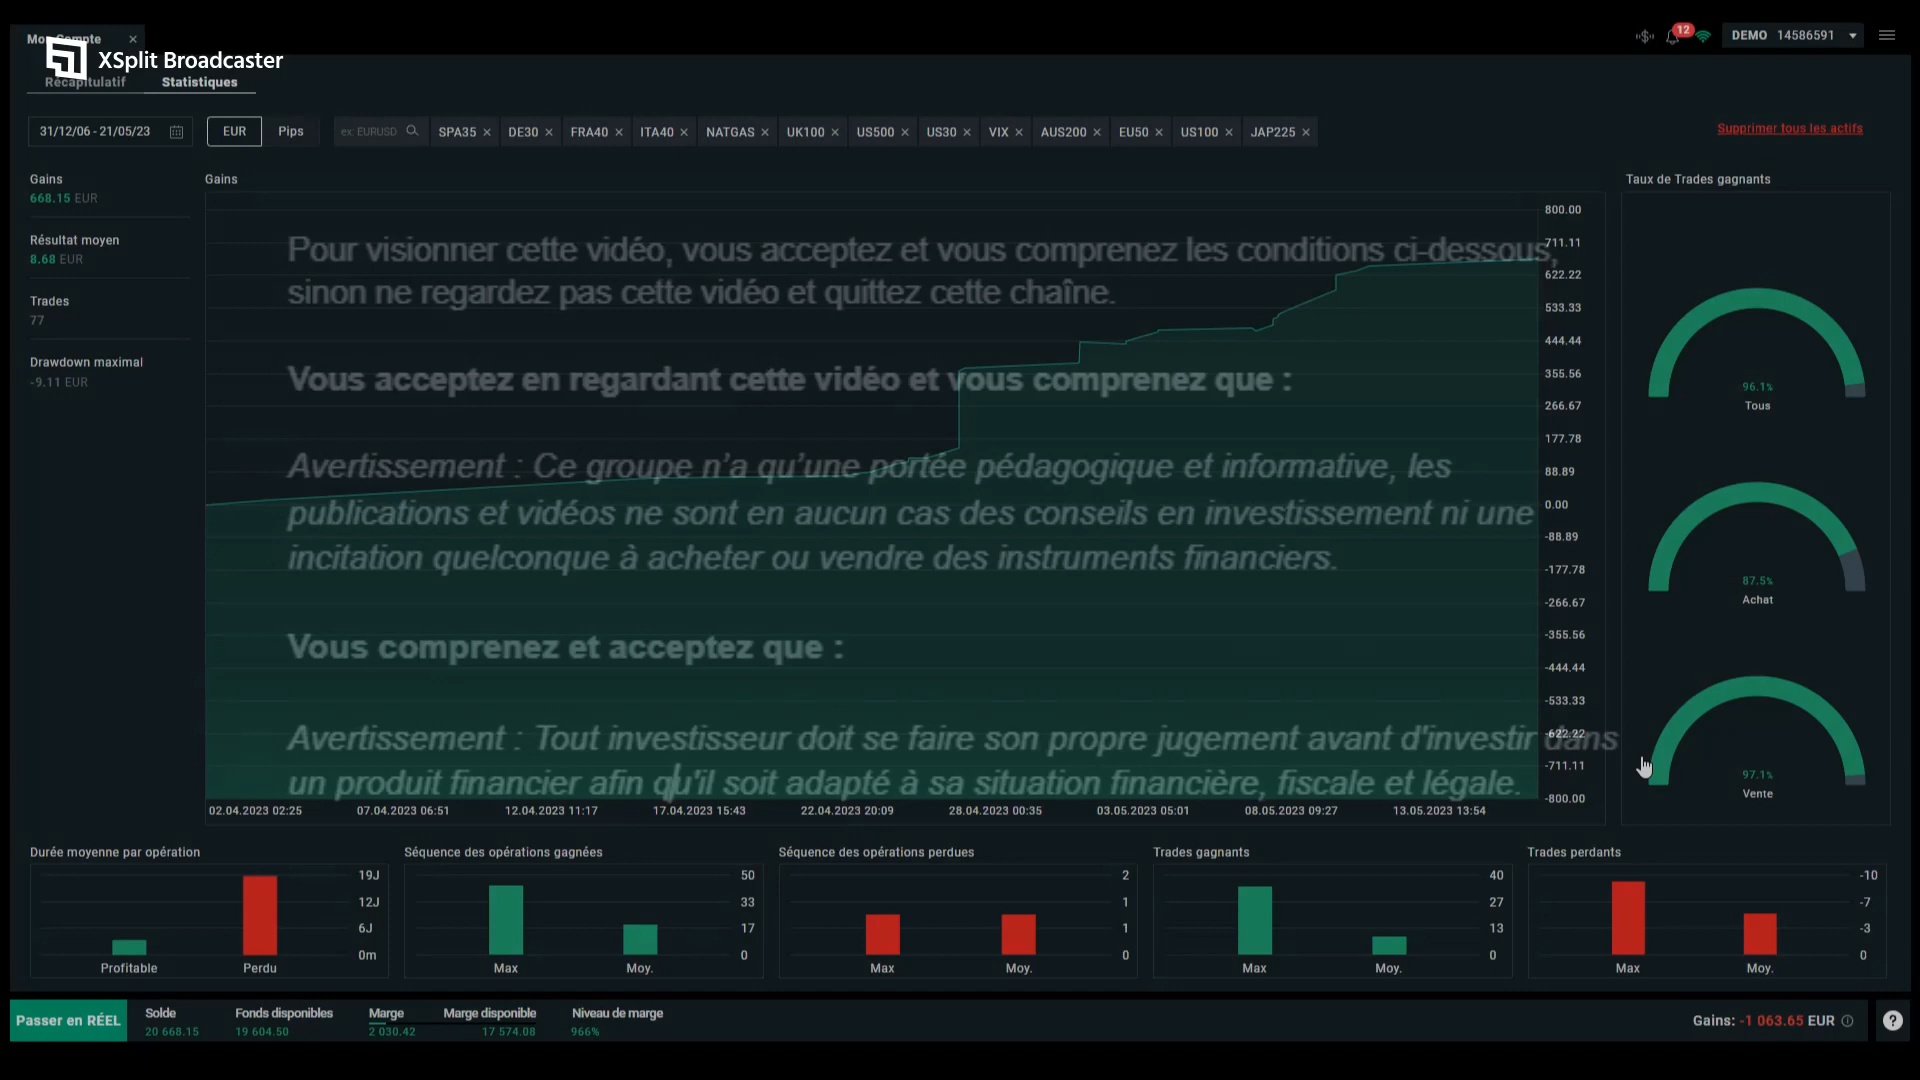 Mon Compte
XSplit Broadcaster
12
DEMO 14586591
Récapitulatif Statistiques
31/12/06 - 21/05/23
EUR Pips
ex: EURUSD
SPA35 DE30 FRA40 ITA40 NATGAS UK100 US500 US30 VIX AUS200 EU50 US100 JAP225
Supprimer tous les actifs
Gains
668.15 EUR
Résultat moyen
8.68 EUR
Trades
77
Drawdown maximal
-9.11 EUR
Gains
800.00
711.11
622.22
533.33
444.44
355.56
266.67
177.78
88.89
0.00
-88.89
-177.78
-266.67
-355.56
-444.44
-533.33
-622.22
-711.11
-800.00
Pour visionner cette vidéo, vous acceptez et vous comprenez les conditions ci-dessous,
sinon ne regardez pas cette vidéo et quittez cette chaîne.
Vous acceptez en regardant cette vidéo et vous comprenez que :
Avertissement : Ce groupe n'a qu'une portée pédagogique et informative, les
publications et vidéos ne sont en aucun cas des conseils en investissement ni une
incitation quelconque à acheter ou vendre des instruments financiers.
Vous comprenez et acceptez que :
Avertissement : Tout investisseur doit se faire son propre jugement avant d'investir dans
un produit financier afin qu'il soit adapté à sa situation financière, fiscale et légale.
02.04.2023 02:25 07.04.2023 06:51 12.04.2023 11:17 17.04.2023 15:43 22.04.2023 20:09 28.04.2023 00:35 03.05.2023 05:01 08.05.2023 09:27 13.05.2023 13:54
Taux de Trades gagnants
96.1%
Tous
87.5%
Achat
97.1%
Vente
Durée moyenne par opération
19J
12J
6J
0m
Profitable Perdu
Séquence des opérations gagnées
50
33
17
0
Max Moy.
Séquence des opérations perdues
2
1
1
0
Max Moy.
Trades gagnants
40
27
13
0
Max Moy.
Trades perdants
-10
-7
-3
0
Max Moy.
Passer en RÉEL
Solde Fonds disponibles Marge Marge disponible Niveau de marge
20 668.15 19 604.50 2 030.42 17 574.08 966%
Gains: -1 063.65 EUR
?